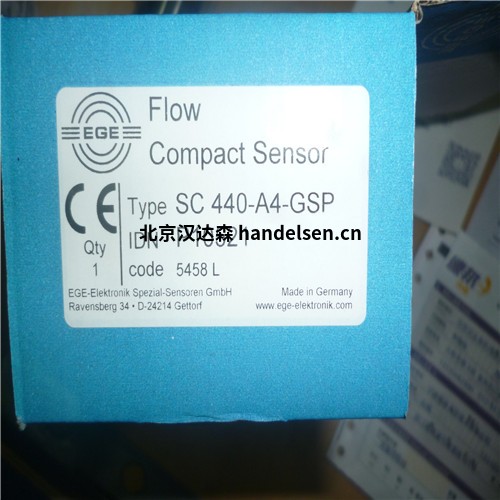 EGE
Flow
Compact Sensor
CE
Type SC 440-A4-GSP
北京汉达森 handelsen.cn
IDN
Qty
1
code 5458 L
EGE-Elektronik Spezial-Sensoren GmbH
Ravensberg 34 • D-24214 Gettorf
Made in Germany
www.ege-elektronik.com